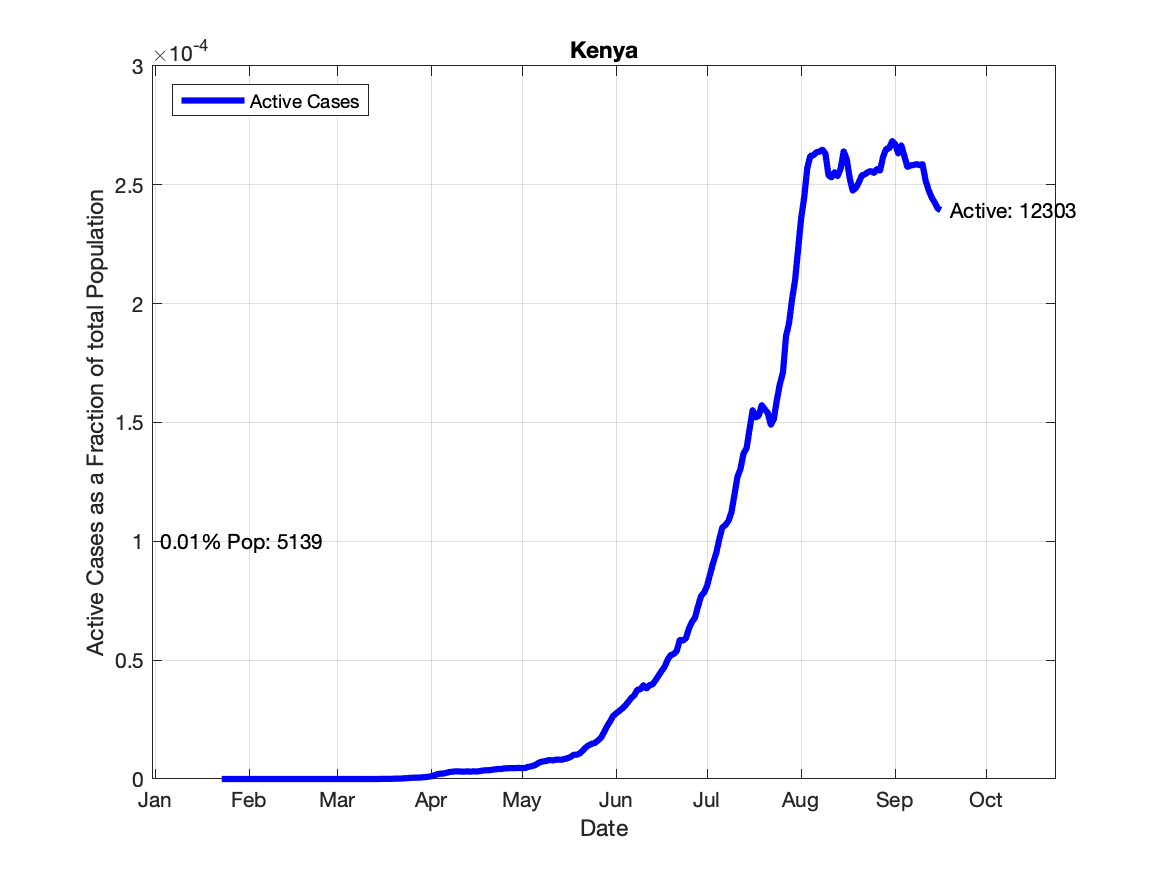 Kenya
×10-4
Active Cases
3
2.5
2
1.5
1
0.5
0
Active Cases as a Fraction of total Population
Active: 12303
0.01% Pop: 5139
Jan Feb Mar Apr May Jun Jul Aug Sep Oct
Date